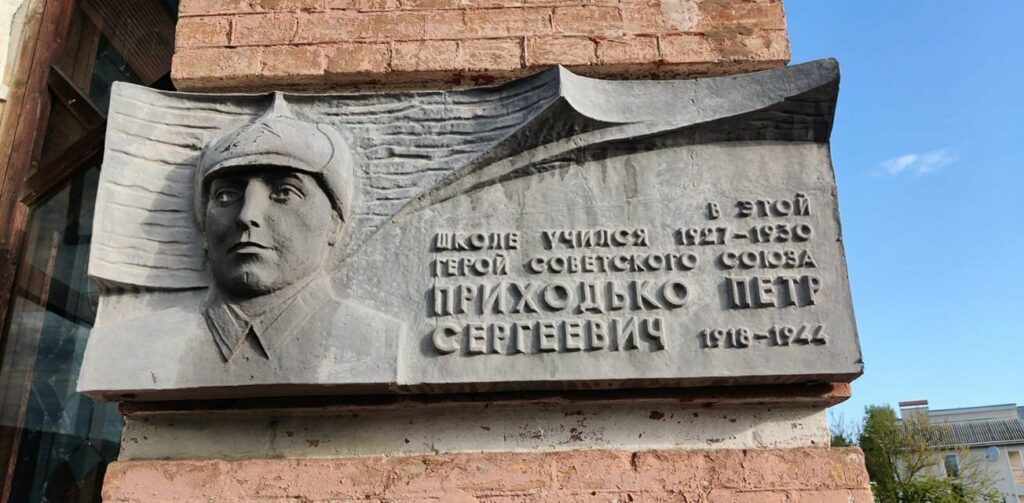 В ЭТОЙ
ШКОЛЕ УЧИЛСЯ 1927–1930
ГЕРОЙ СОВЕТСКОГО СОЮЗА
ПРИХОДЬКО ПЕТР
СЕРГЕЕВИЧ 1918–1944